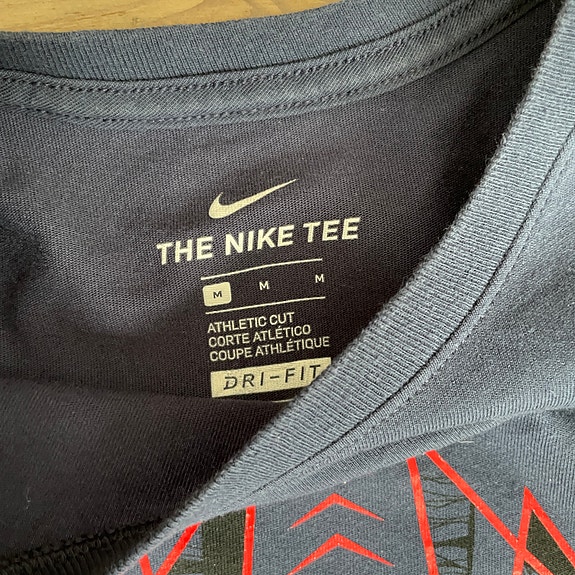 THE NIKE TEE
M M M
ATHLETIC CUT
CORTE ATLÉTICO
COUPE ATHLÉTIQUE
DRI-FIT